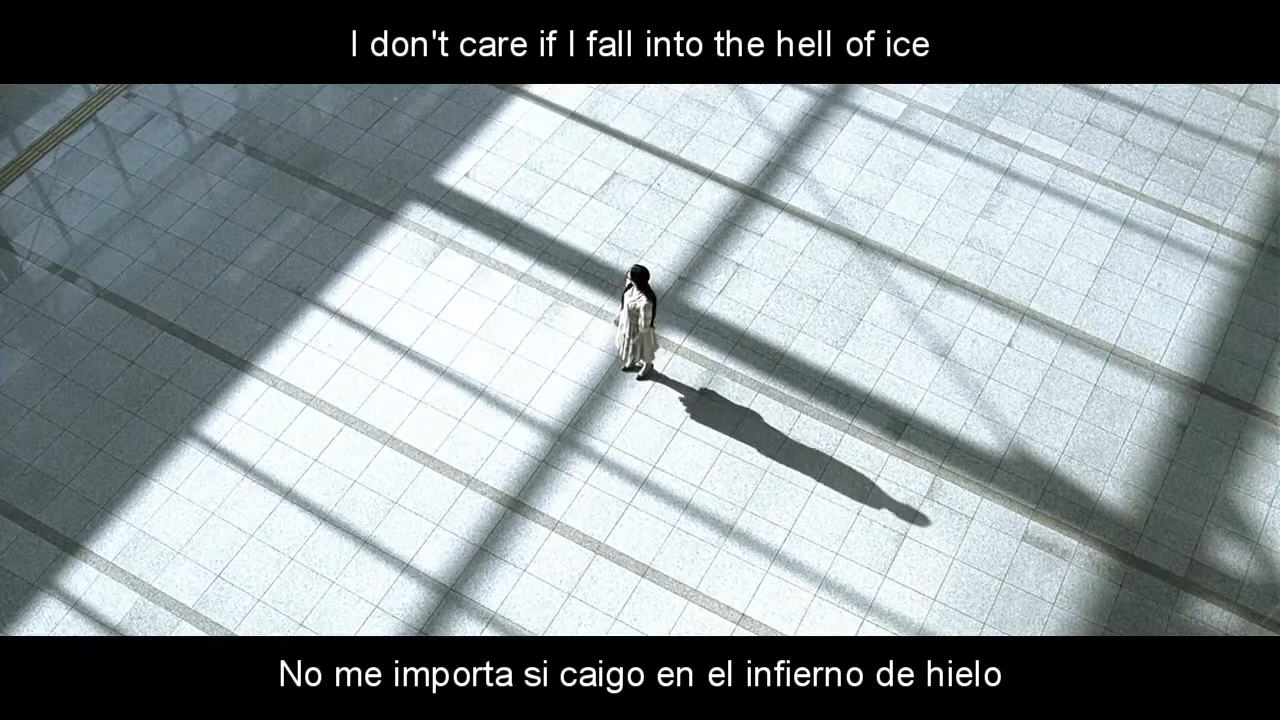 I don't care if I fall into the hell of ice
No me importa si caigo en el infierno de hielo